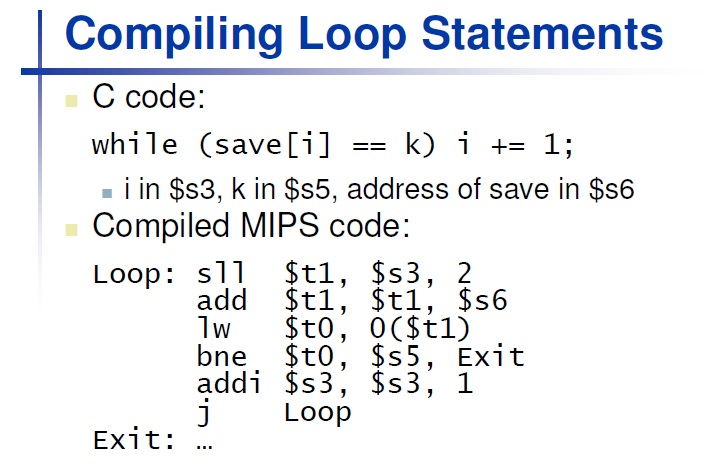 Compiling Loop Statements
C code:
while (save[i] == k) i += 1;
i in $s3, k in $s5, address of save in $s6
Compiled MIPS code:
Loop: sll $t1, $s3, 2
add $t1, $t1, $s6
lw $t0, 0($t1)
bne $t0, $s5, Exit
addi $s3, $s3, 1
j Loop
Exit: …